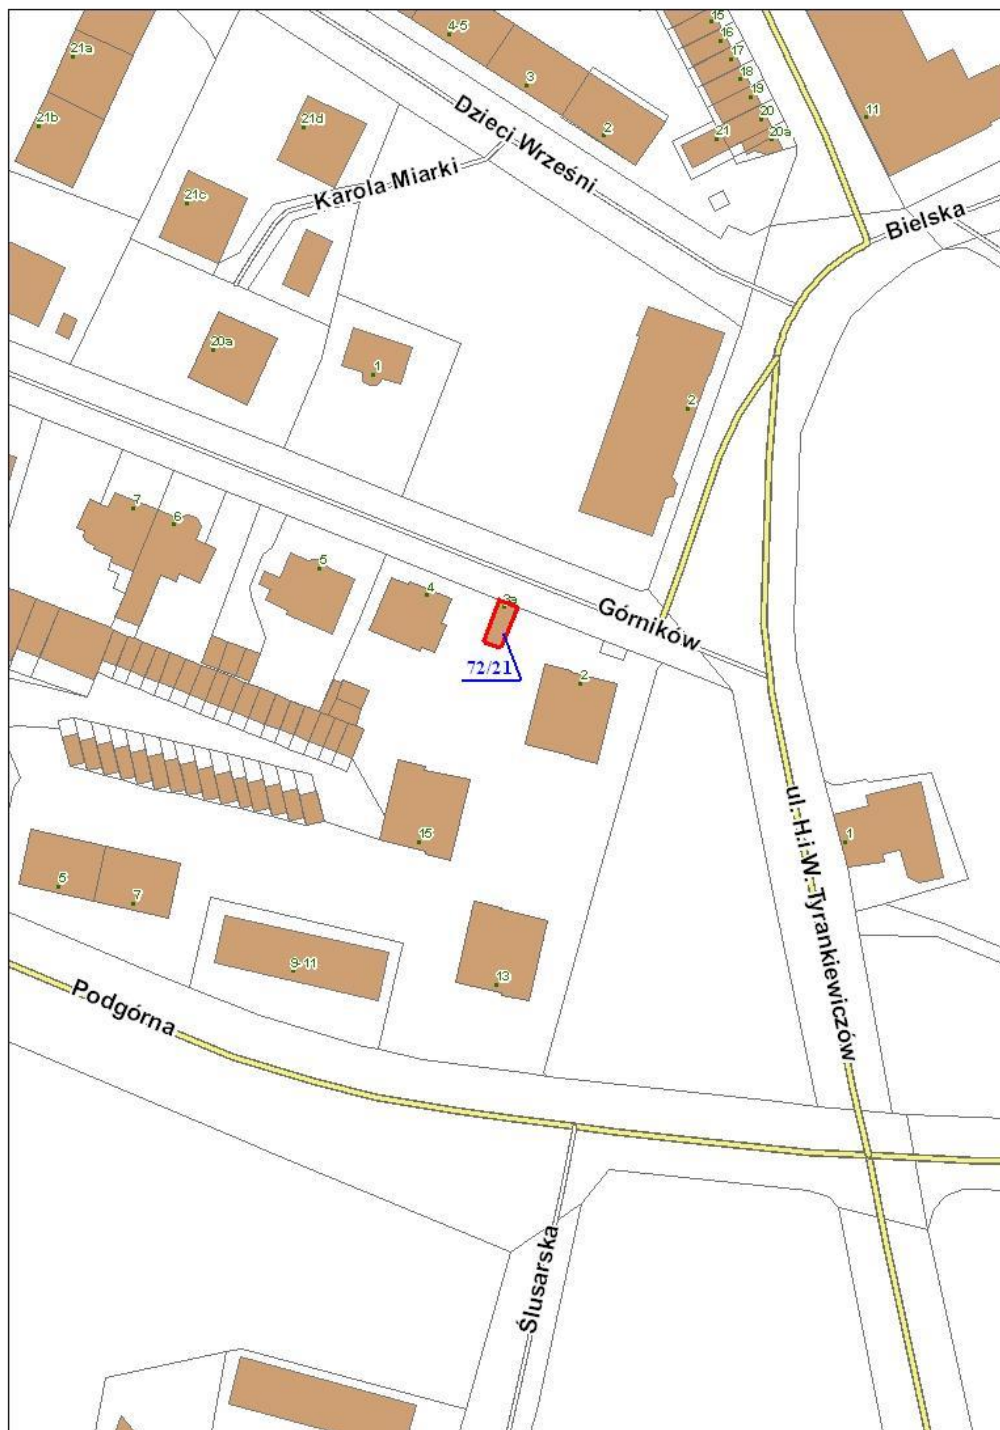 4-5
3
2
15
16
17
18
19
20
20a
21
11
21a
21b
21d
21c
Dzieci Wrześni
Karola Miarki
Bielska
20a
1
2
7
6
5
4
3a
Górników
72/21
2
15
ul. H. i W. Tyrankiewiczów
1
5
7
9-11
13
Podgórna
Ślusarska